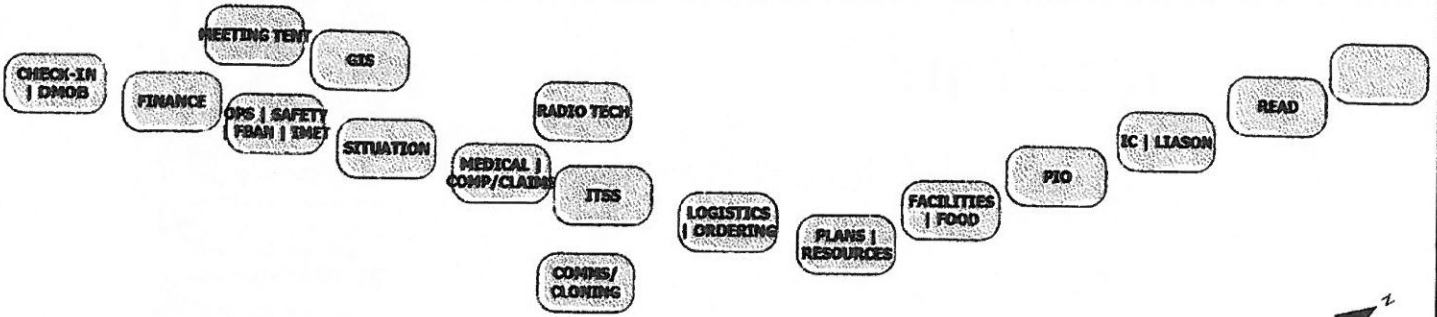 MEETING TENT
GIS
CHECK-IN
| DMOB
FINANCE
OPS | SAFETY
| FBAN | IMET
SITUATION
RADIO TECH
MEDICAL |
COMP/CLAIMS
ITSS
COMMS/
CLONING
LOGISTICS
| ORDERING
PLANS |
RESOURCES
FACILITIES
| FOOD
PIO
IC | LIASON
READ
N